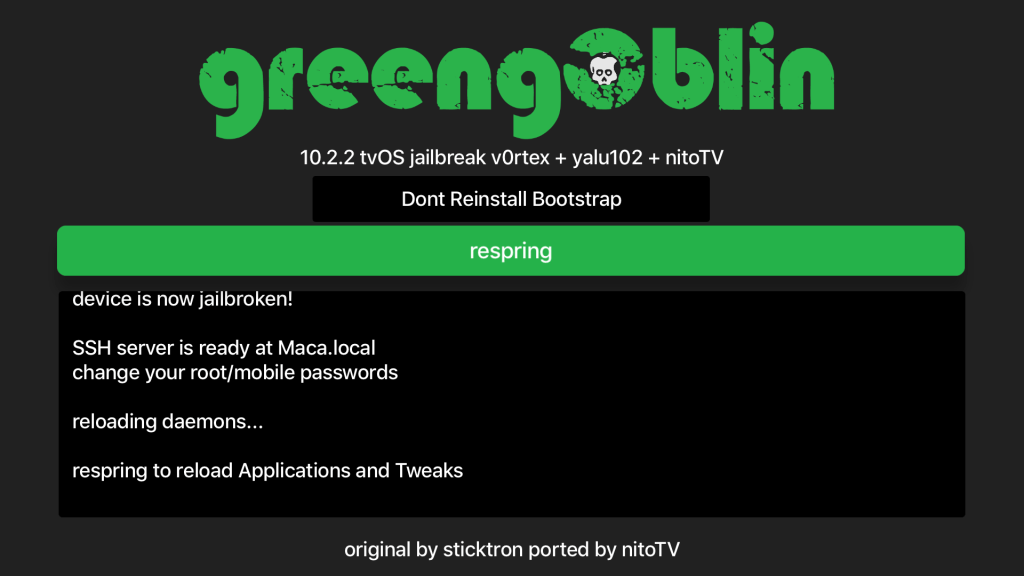 greengoblin
10.2.2 tvOS jailbreak v0rtex + yalu102 + nitoTV
Dont Reinstall Bootstrap
respring
device is now jailbroken!
SSH server is ready at Maca.local
change your root/mobile passwords
reloading daemons...
respring to reload Applications and Tweaks
original by sticktron ported by nitoTV